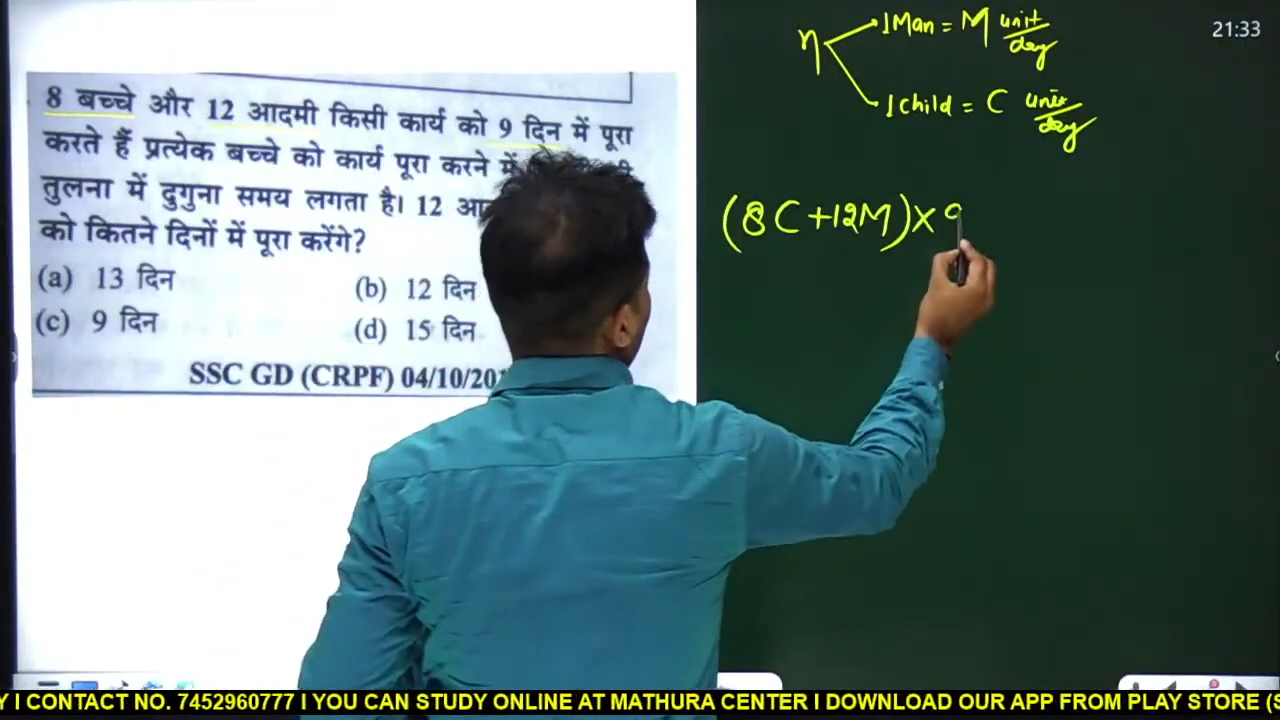 8 बच्चे और 12 आदमी किसी कार्य को 9 दिन में पूरा
करते हैं प्रत्येक बच्चे को कार्य पूरा करने में
तुलना में दुगुना समय लगता है। 12
को कितने दिनों में पूरा करेंगे?
(a) 13 दिन (b) 12 दिन
(c) 9 दिन (d) 15 दिन
SSC GD (CRPF) 04/10/20
21:33
η
1Man = M unit/day
1Child = C unit/day
(8C+12M)×9
Y I CONTACT NO. 7452960777 I YOU CAN STUDY ONLINE AT MATHURA CENTER I DOWNLOAD OUR APP FROM PLAY STORE (S